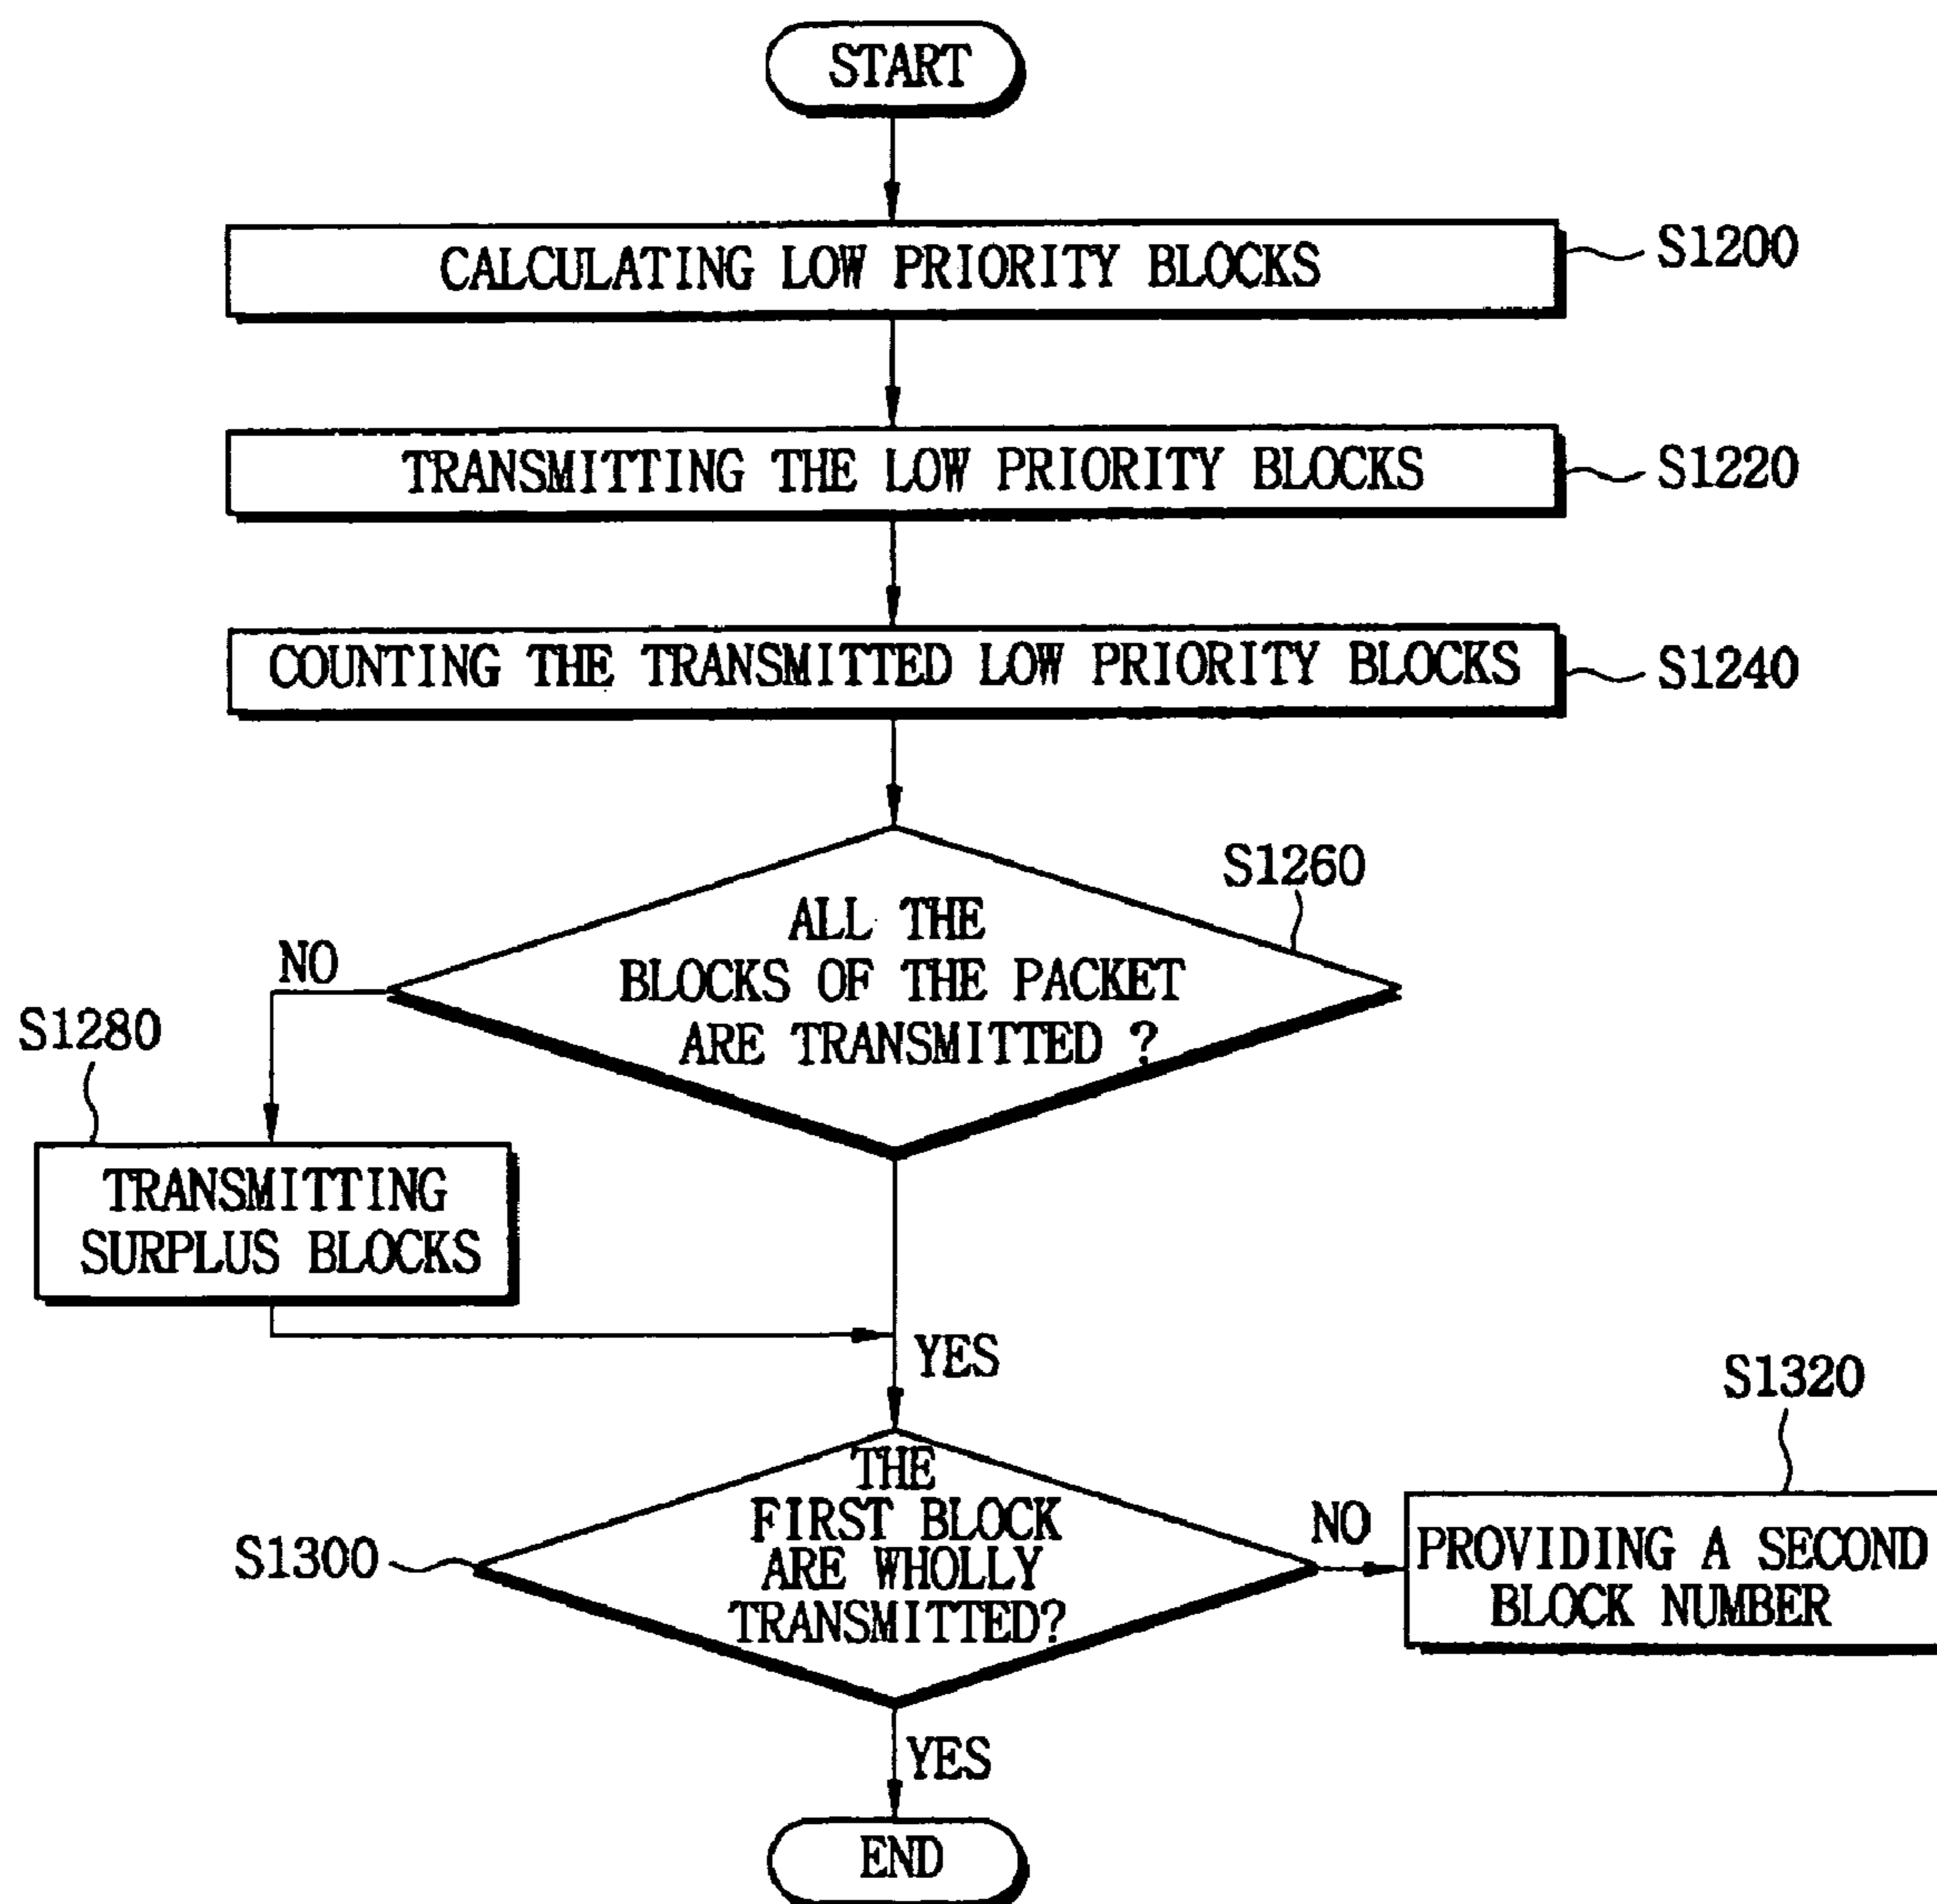 START
CALCULATING LOW PRIORITY BLOCKS
S1200
TRANSMITTING THE LOW PRIORITY BLOCKS
S1220
COUNTING THE TRANSMITTED LOW PRIORITY BLOCKS
S1240
S1260
ALL THE
BLOCKS OF THE PACKET
ARE TRANSMITTED ?
NO
S1280
TRANSMITTING
SURPLUS BLOCKS
YES
S1300
THE
FIRST BLOCK
ARE WHOLLY
TRANSMITTED?
NO
S1320
PROVIDING A SECOND
BLOCK NUMBER
YES
END